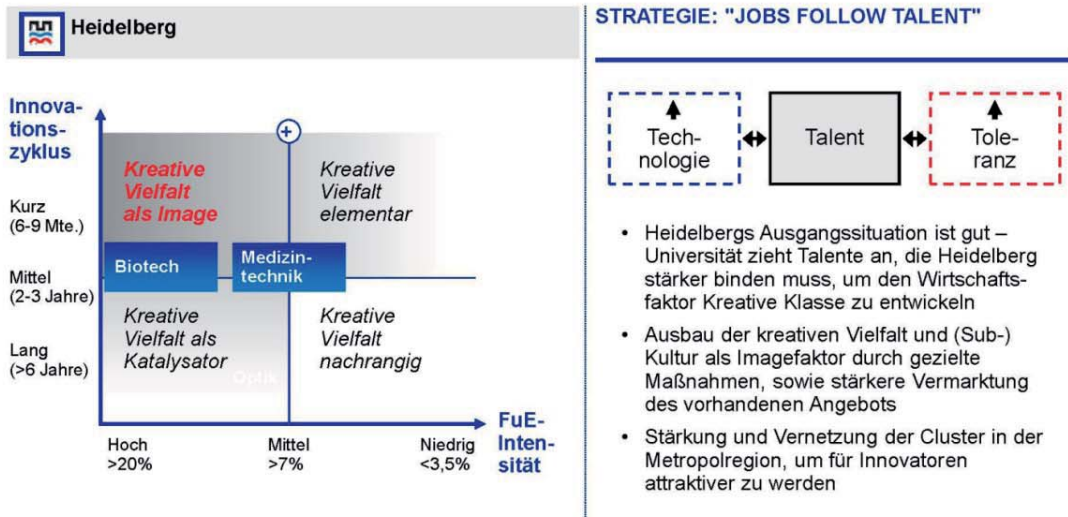 Heidelberg
Innova-
tions-
zyklus
Kurz
(6-9 Mte.)
Mittel
(2-3 Jahre)
Lang
(>6 Jahre)
+
Kreative
Vielfalt
als Image
Kreative
Vielfalt
elementar
Biotech
Medizin-
technik
Kreative
Vielfalt als
Katalysator
Kreative
Vielfalt
nachrangig
Optik
Hoch
>20%
Mittel
>7%
Niedrig
<3,5%
FuE-
Inten-
sität
STRATEGIE: "JOBS FOLLOW TALENT"
Tech-
nologie
Talent
Tole-
ranz
• Heidelbergs Ausgangssituation ist gut –
Universität zieht Talente an, die Heidelberg
stärker binden muss, um den Wirtschafts-
faktor Kreative Klasse zu entwickeln
• Ausbau der kreativen Vielfalt und (Sub-)
Kultur als Imagefaktor durch gezielte
Maßnahmen, sowie stärkere Vermarktung
des vorhandenen Angebots
• Stärkung und Vernetzung der Cluster in der
Metropolregion, um für Innovatoren
attraktiver zu werden